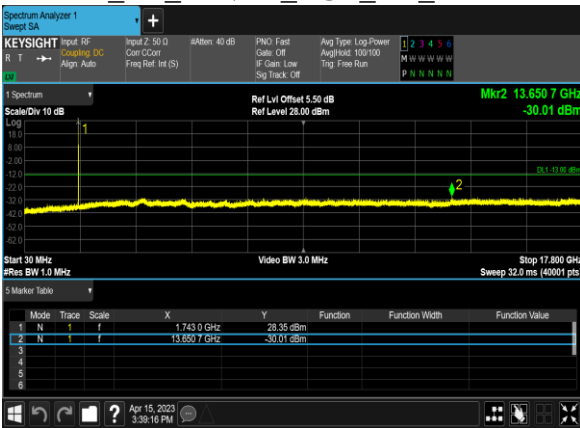 Spectrum Analyzer 1
Swept SA
KEYSIGHT Input: RF Input Z: 50 Ω #Atten: 40 dB PNO: Fast Avg Type: Log-Power 1 2 3 4 5 6
R T Coupling: DC Corr CCorr Gate: Off Avg|Hold: 100/100 M W W W W W
Align: Auto Freq Ref: Int (S) IF Gain: Low Trig: Free Run
LV Sig Track: Off P N N N N N
1 Spectrum Ref Lvl Offset 5.50 dB Mkr2 13.650 7 GHz
Scale/Div 10 dB Ref Level 28.00 dBm -30.01 dBm
Log
18.0 1
8.00
-2.00
-12.0 DL1 -13.00 dBm
-22.0 2
-32.0
-42.0
-52.0
-62.0
Start 30 MHz Video BW 3.0 MHz Stop 17.800 GHz
#Res BW 1.0 MHz Sweep 32.0 ms (40001 pts
5 Marker Table
Mode Trace Scale X Y Function Function Width Function Value
1 N 1 f 1.743 0 GHz 28.35 dBm
2 N 1 f 13.650 7 GHz -30.01 dBm
3
4
5
6
? Apr 15, 2023
3:39:16 PM